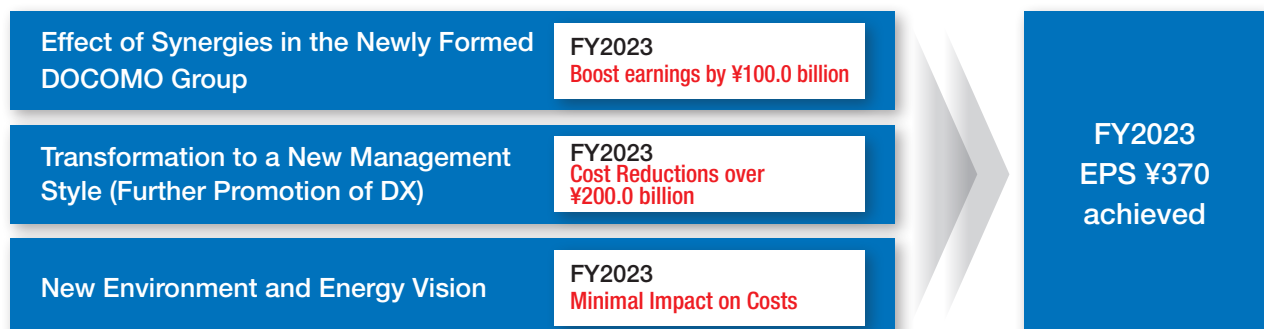 Effect of Synergies in the Newly Formed
DOCOMO Group
FY2023
Boost earnings by ¥100.0 billion
Transformation to a New Management
Style (Further Promotion of DX)
FY2023
Cost Reductions over
¥200.0 billion
New Environment and Energy Vision
FY2023
Minimal Impact on Costs
FY2023
EPS ¥370
achieved